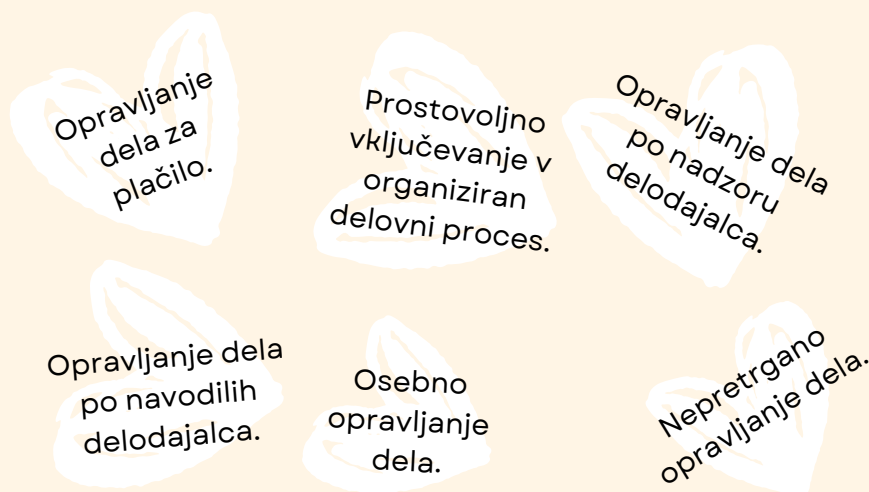 Opravljanje
dela za
plačilo.
Prostovoljno
vključevanje v
organiziran
delovni proces.
Opravljanje dela
po nadzoru
delodajalca.
Opravljanje dela
po navodilih
delodajalca.
Osebno
opravljanje
dela.
Nepretrgano
opravljanje dela.